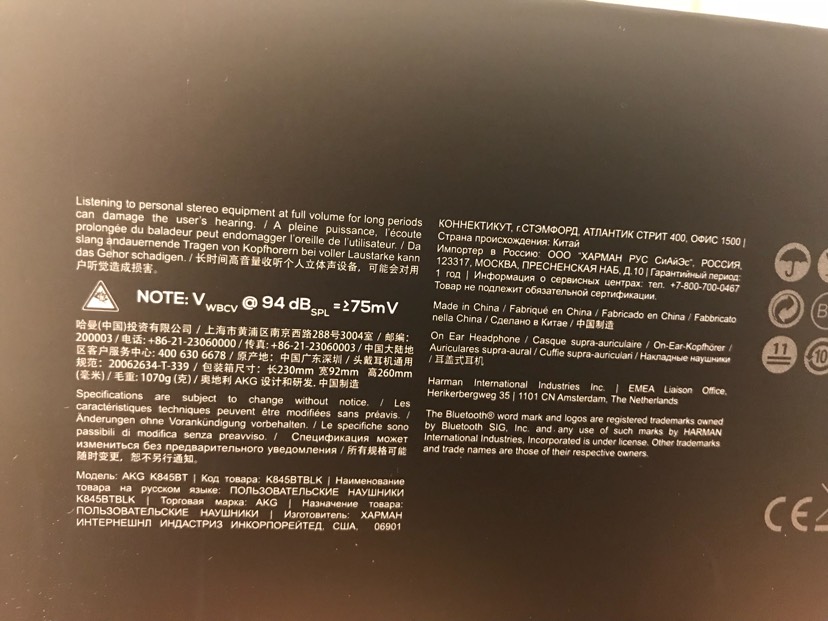 Listening to personal stereo equipment at full volume for long periods
can damage the user's hearing. / A pleine puissance, l'écoute
prolongée du baladeur peut endomager l'oreille de l'utilisateur. / Da
slang andauernende Tragen von Kopfhorern bei voller Laustarke kann
das Gehor schadigen. / 长时间高音量收听个人立体声设备，可能会对用
户听觉造成损害。
NOTE: VWBCV @ 94 dBSPL =≥75mV
哈曼(中国)投资有限公司 / 上海市黄浦区南京西路288号3004室 / 邮编:
200003 / 电话: +86-21-23060000 / 传真: +86-21-23060003 / 中国大陆地
区客户服务中心: 400 630 6678 / 原产地: 中国广东深圳 / 头戴耳机通用
规范: 20062634-T-339 / 包装箱尺寸: 长230mm 宽92mm 高260mm
(毫米) / 毛重: 1070g (克) / 奥地利 AKG 设计和研发, 中国制造
Specifications are subject to change without notice. / Les
caractéristiques techniques peuvent être modifiées sans préavis. /
Änderungen ohne Vorankündigung vorbehalten. / Le specifiche sono
passibili di modifica senza preavviso. / Спецификация может
измениться без предварительного уведомления / 所有规格可能
随时变更，恕不另行通知。
Модель: AKG K845BT | Код товара: K845BTBLK | Наименование
товара на русском языке: ПОЛЬЗОВАТЕЛЬСКИЕ НАУШНИКИ
K845BTBLK | Торговая марка: AKG | Назначение товара:
ПОЛЬЗОВАТЕЛЬСКИЕ НАУШНИКИ | Изготовитель: ХАРМАН
ИНТЕРНЕШНЛ ИНДАСТРИЗ ИНКОРПОРЕЙТЕД, США, 06901
КОННЕКТИКУТ, г.СТЭМФОРД, АТЛАНТИК СТРИТ 400, ОФИС 1500 |
Страна происхождения: Китай
Импортер в Россию: ООО "ХАРМАН РУС СиАйЭс", РОССИЯ,
123317, МОСКВА, ПРЕСНЕНСКАЯ НАБ, Д.10 | Гарантийный период:
1 год | Информация о сервисных центрах: тел. +7-800-700-0467
Товар не подлежит обязательной сертификации.
Made in China / Fabriqué en China / Fabricado en China / Fabbricato
nella China / Сделано в Китае / 中国制造
On Ear Headphone / Casque supra-auriculaire / On-Ear-Kopfhörer /
Auriculares supra-aural / Cuffie supra-auriculari / Накладные наушники
/ 耳盖式耳机
Harman International Industries Inc. | EMEA Liaison Office,
Herikerbergweg 35 | 1101 CN Amsterdam, The Netherlands
The Bluetooth® word mark and logos are registered trademarks owned
by Bluetooth SIG, Inc. and any use of such marks by HARMAN
International Industries, Incorporated is under license. Other trademarks
and trade names are those of their respective owners.
11
10
CE